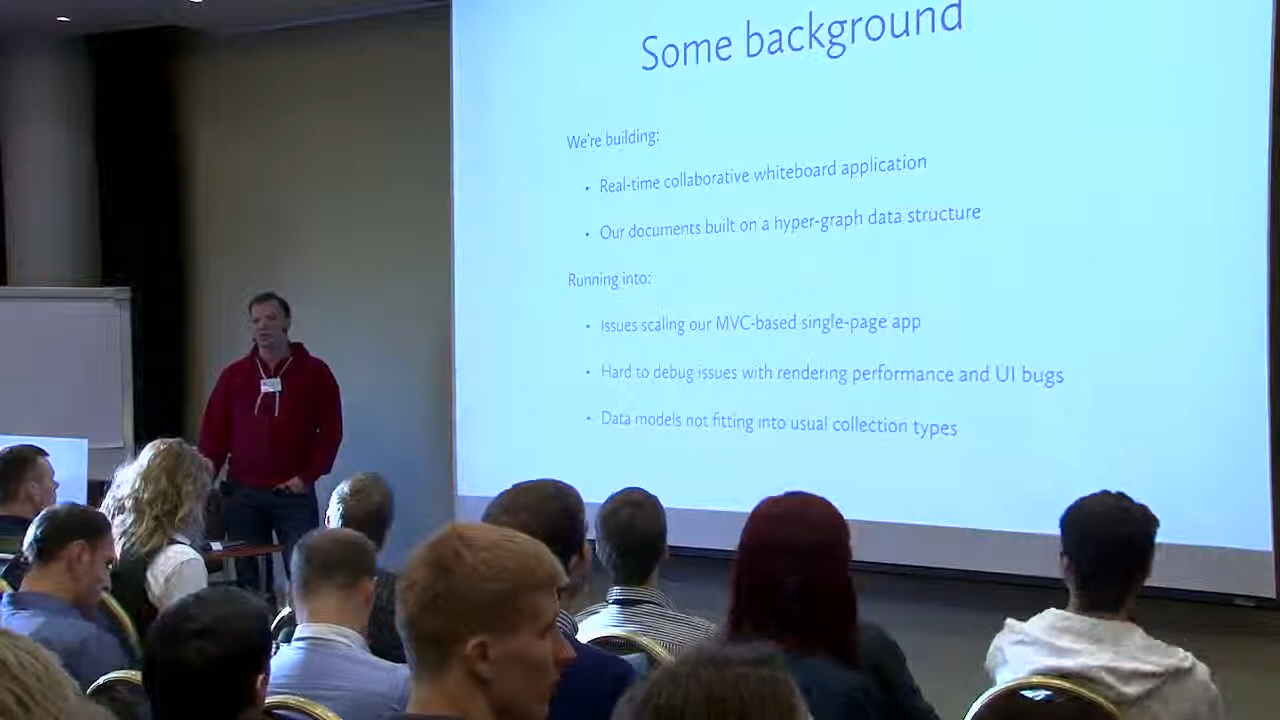 Some background
We're building:
• Real-time collaborative whiteboard application
• Our documents built on a hyper-graph data structure
Running into:
• Issues scaling our MVC-based single-page app
• Hard to debug issues with rendering performance and UI bugs
• Data models not fitting into usual collection types